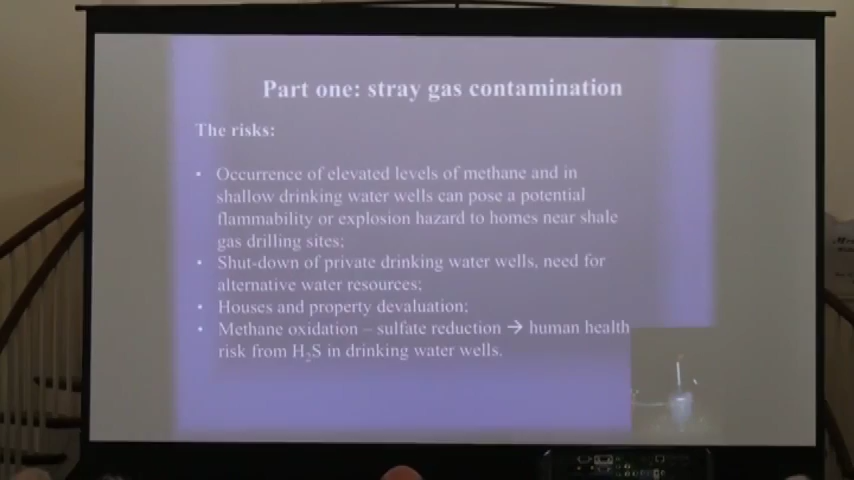 Part one: stray gas contamination
The risks:
• Occurrence of elevated levels of methane and in
shallow drinking water wells can pose a potential
flammability or explosion hazard to homes near shale
gas drilling sites;
• Shut-down of private drinking water wells, need for
alternative water resources;
• Houses and property devaluation;
• Methane oxidation – sulfate reduction → human health
risk from H₂S in drinking water wells.